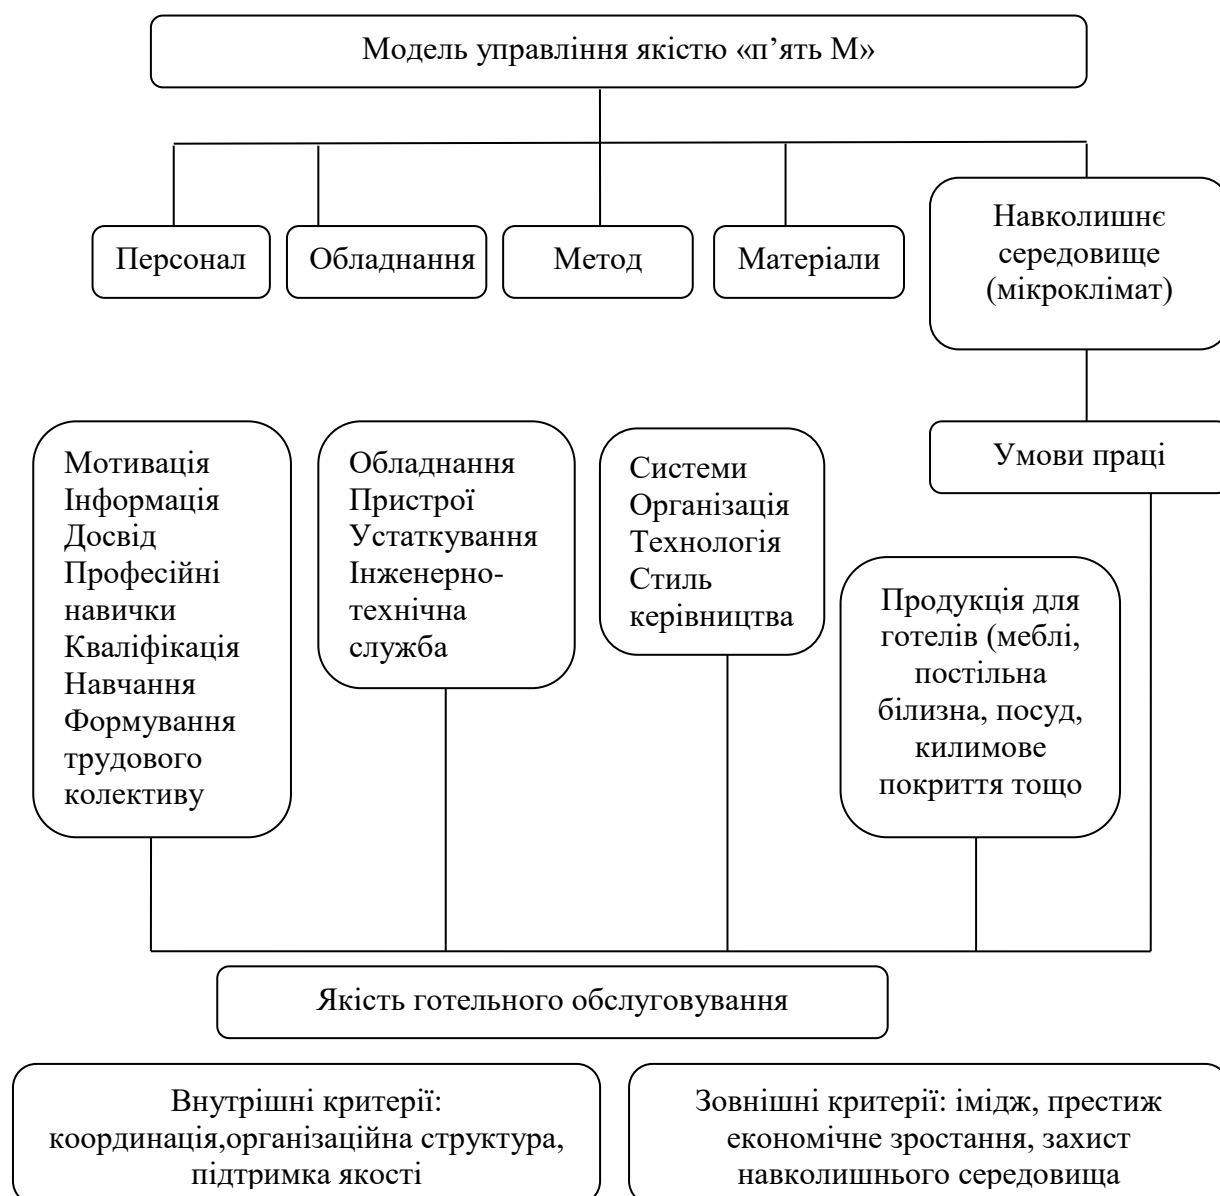 Модель управління якістю «п’ять М»
Персонал
Обладнання
Метод
Матеріали
Навколишнє
середовище
(мікроклімат)
Мотивація
Інформація
Досвід
Професійні
навички
Кваліфікація
Навчання
Формування
трудового
колективу
Обладнання
Пристрої
Устаткування
Інженерно-
технічна
служба
Системи
Організація
Технологія
Стиль
керівництва
Продукція для
готелів (меблі,
постільна
білизна, посуд,
килимове
покриття тощо
Умови праці
Якість готельного обслуговування
Внутрішні критерії:
координація,організаційна структура,
підтримка якості
Зовнішні критерії: імідж, престиж
економічне зростання, захист
навколишнього середовища